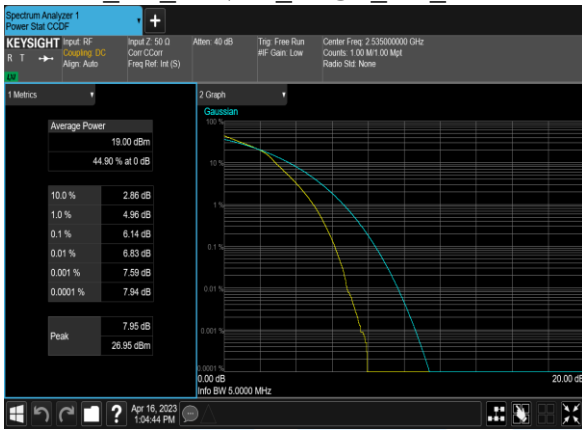 Spectrum Analyzer 1
Power Stat CCDF
KEYSIGHT
R T
LU
Input: RF
Coupling: DC
Align: Auto
Input Z: 50 Ω
Corr CCorr
Freq Ref: Int (S)
Atten: 40 dB
Trig: Free Run
#IF Gain: Low
Center Freq: 2.535000000 GHz
Counts: 1.00 M/1.00 Mpt
Radio Std: None
1 Metrics
Average Power
19.00 dBm
44.90 % at 0 dB
10.0 % 2.86 dB
1.0 % 4.96 dB
0.1 % 6.14 dB
0.01 % 6.83 dB
0.001 % 7.59 dB
0.0001 % 7.94 dB
Peak
7.95 dB
26.95 dBm
2 Graph
Gaussian
100 %
10 %
1 %
0.1 %
0.01 %
0.001 %
0.0001 %
0.00 dB
20.00 dB
Info BW 5.0000 MHz
?
Apr 16, 2023
1:04:44 PM